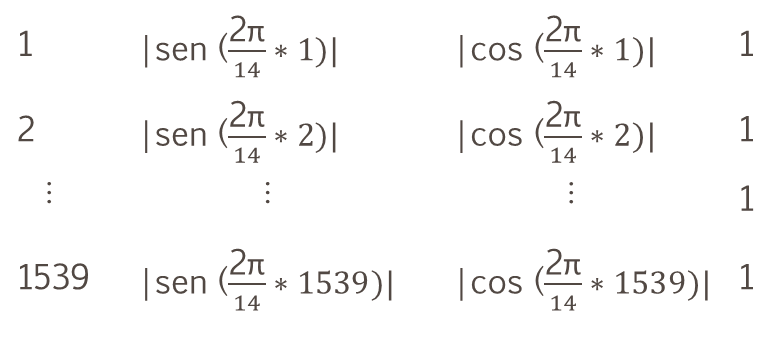 1 |sen (2π/14 * 1)| |cos (2π/14 * 1)| 1
2 |sen (2π/14 * 2)| |cos (2π/14 * 2)| 1
⋮ ⋮ ⋮ 1
1539 |sen (2π/14 * 1539)| |cos (2π/14 * 1539)| 1